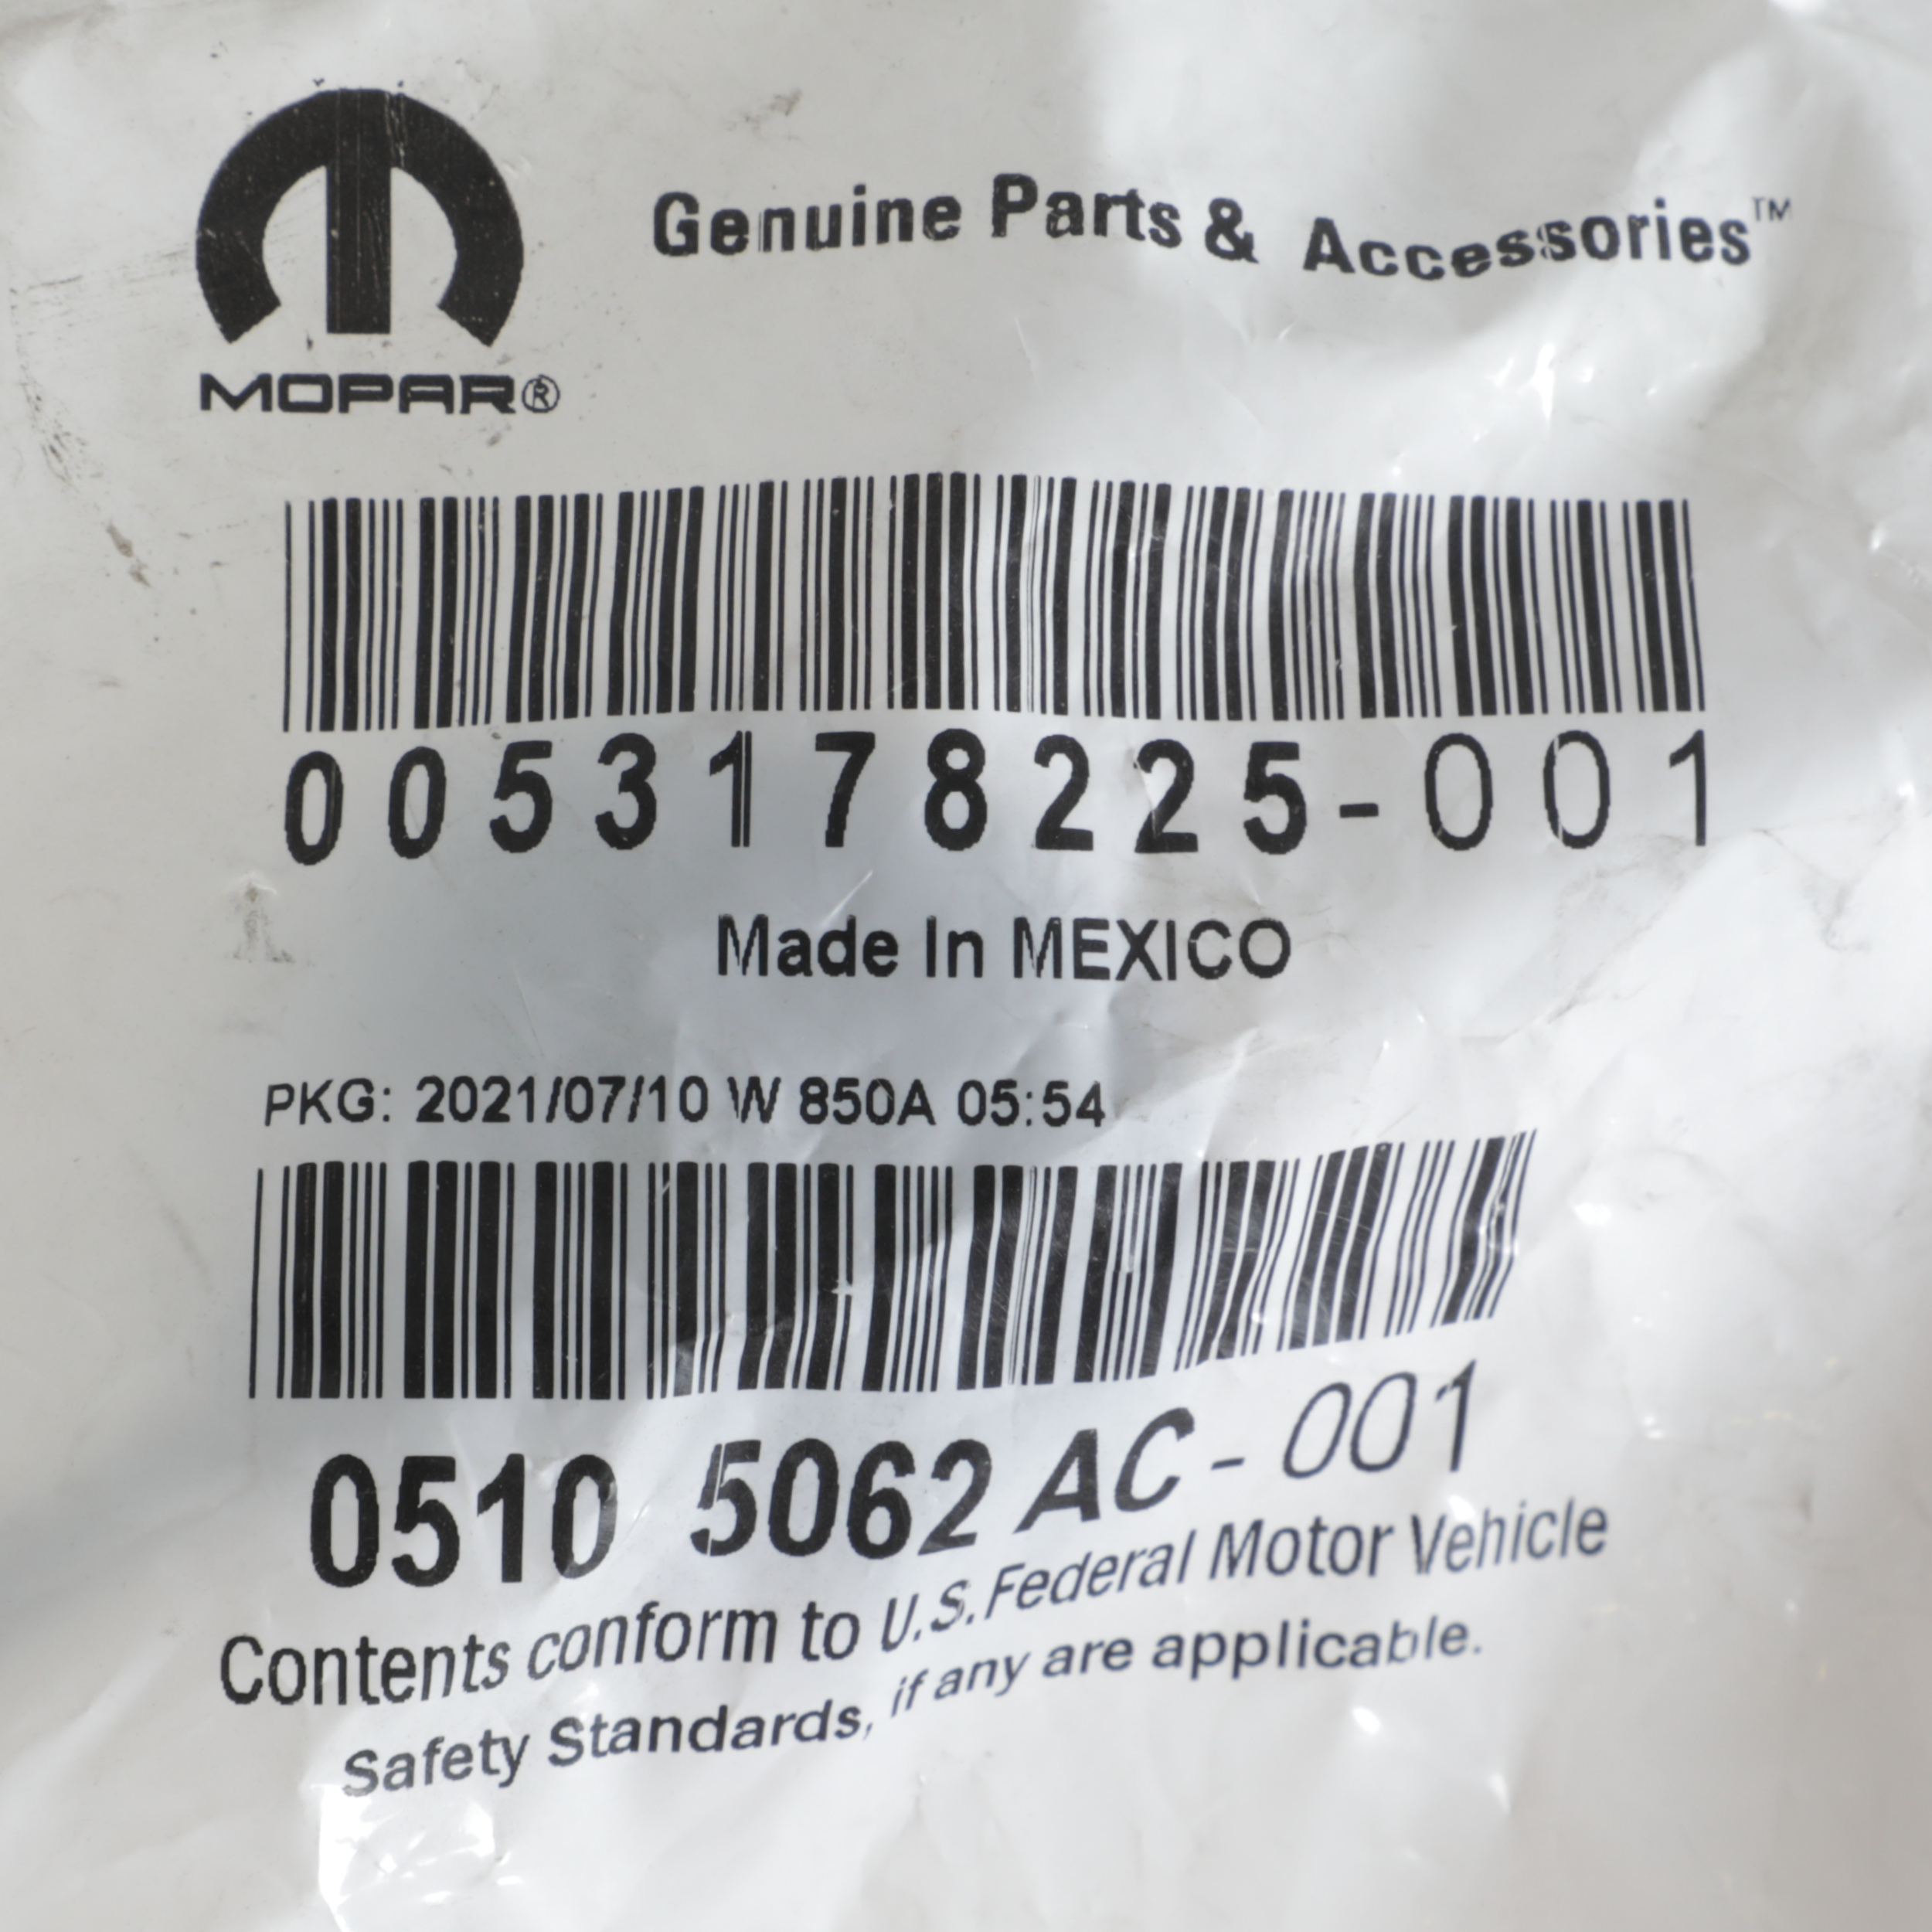 Genuine Parts & Accessories™
MOPAR®
0053178225-001
Made In MEXICO
PKG: 2021/07/10 W 850A 05:54
0510 5062 AC-001
Contents conform to U.S.Federal Motor Vehicle
Safety Standards, if any are applicable.